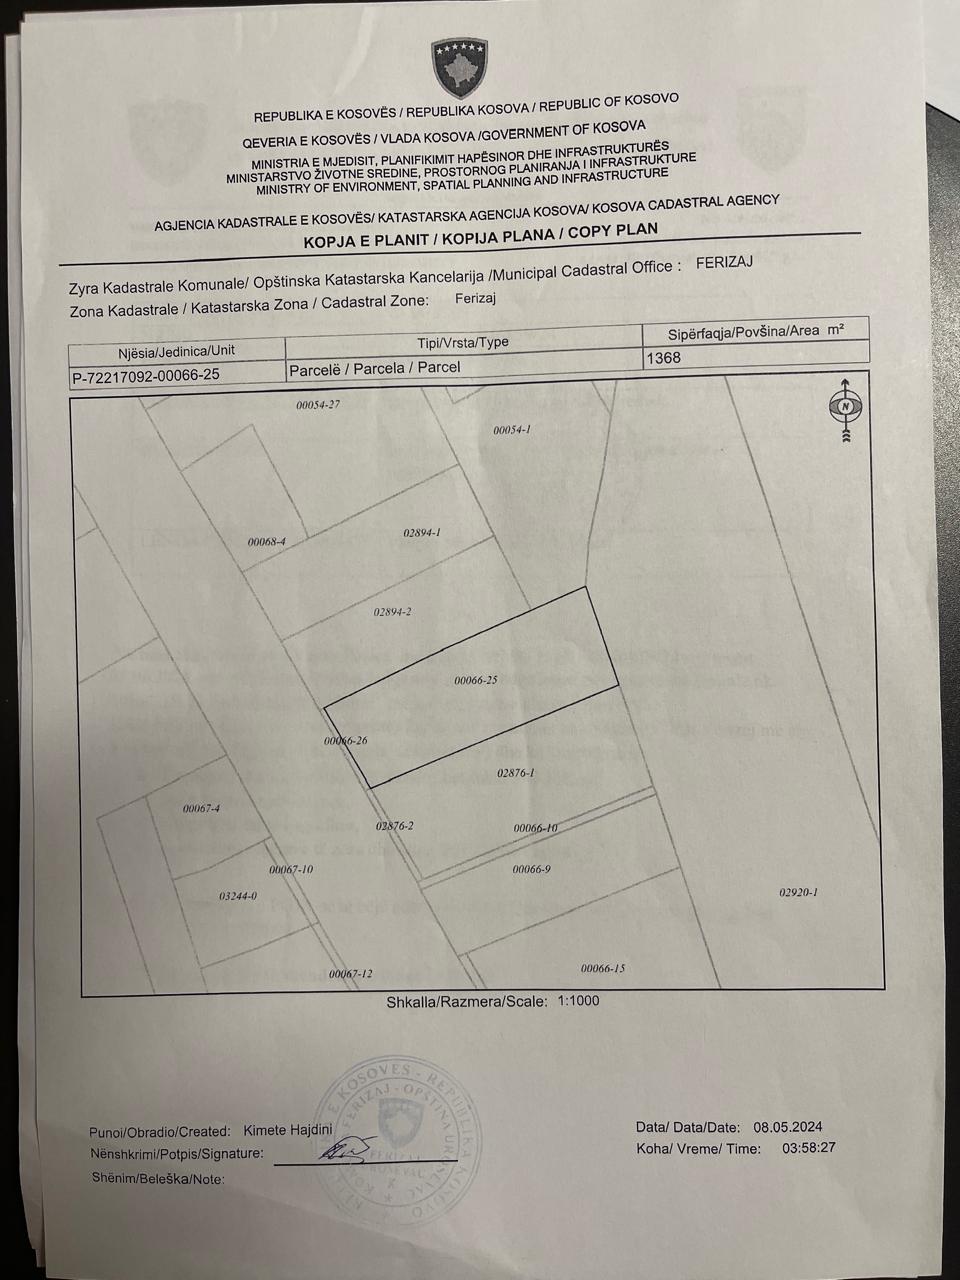 REPUBLIKA E KOSOVËS / REPUBLIKA KOSOVA / REPUBLIC OF KOSOVO
QEVERIA E KOSOVËS / VLADA KOSOVA /GOVERNMENT OF KOSOVA
MINISTRIA E MJEDISIT, PLANIFIKIMIT HAPËSINOR DHE INFRASTRUKTURËS
MINISTARSTVO ŽIVOTNE SREDINE, PROSTORNOG PLANIRANJA I INFRASTRUKTURE
MINISTRY OF ENVIRONMENT, SPATIAL PLANNING AND INFRASTRUCTURE
AGJENCIA KADASTRALE E KOSOVËS/ KATASTARSKA AGENCIJA KOSOVA/ KOSOVA CADASTRAL AGENCY
KOPJA E PLANIT / KOPIJA PLANA / COPY PLAN
Zyra Kadastrale Komunale/ Opštinska Katastarska Kancelarija /Municipal Cadastral Office : FERIZAJ
Zona Kadastrale / Katastarska Zona / Cadastral Zone: Ferizaj
Njësia/Jedinica/Unit Tipi/Vrsta/Type Sipërfaqja/Povšina/Area m²
P-72217092-00066-25 Parcelë / Parcela / Parcel 1368
00054-27
00054-1
N
02894-1
00068-4
02894-2
00066-25
00066-26
02876-1
00067-4
02876-2
00066-10
00067-10
00066-9
03244-0
02920-1
00067-12
00066-15
Shkalla/Razmera/Scale: 1:1000
Punoi/Obradio/Created: Kimete Hajdini
Nënshkrimi/Potpis/Signature:
Shënim/Beleška/Note:
Data/ Data/Date: 08.05.2024
Koha/ Vreme/ Time: 03:58:27